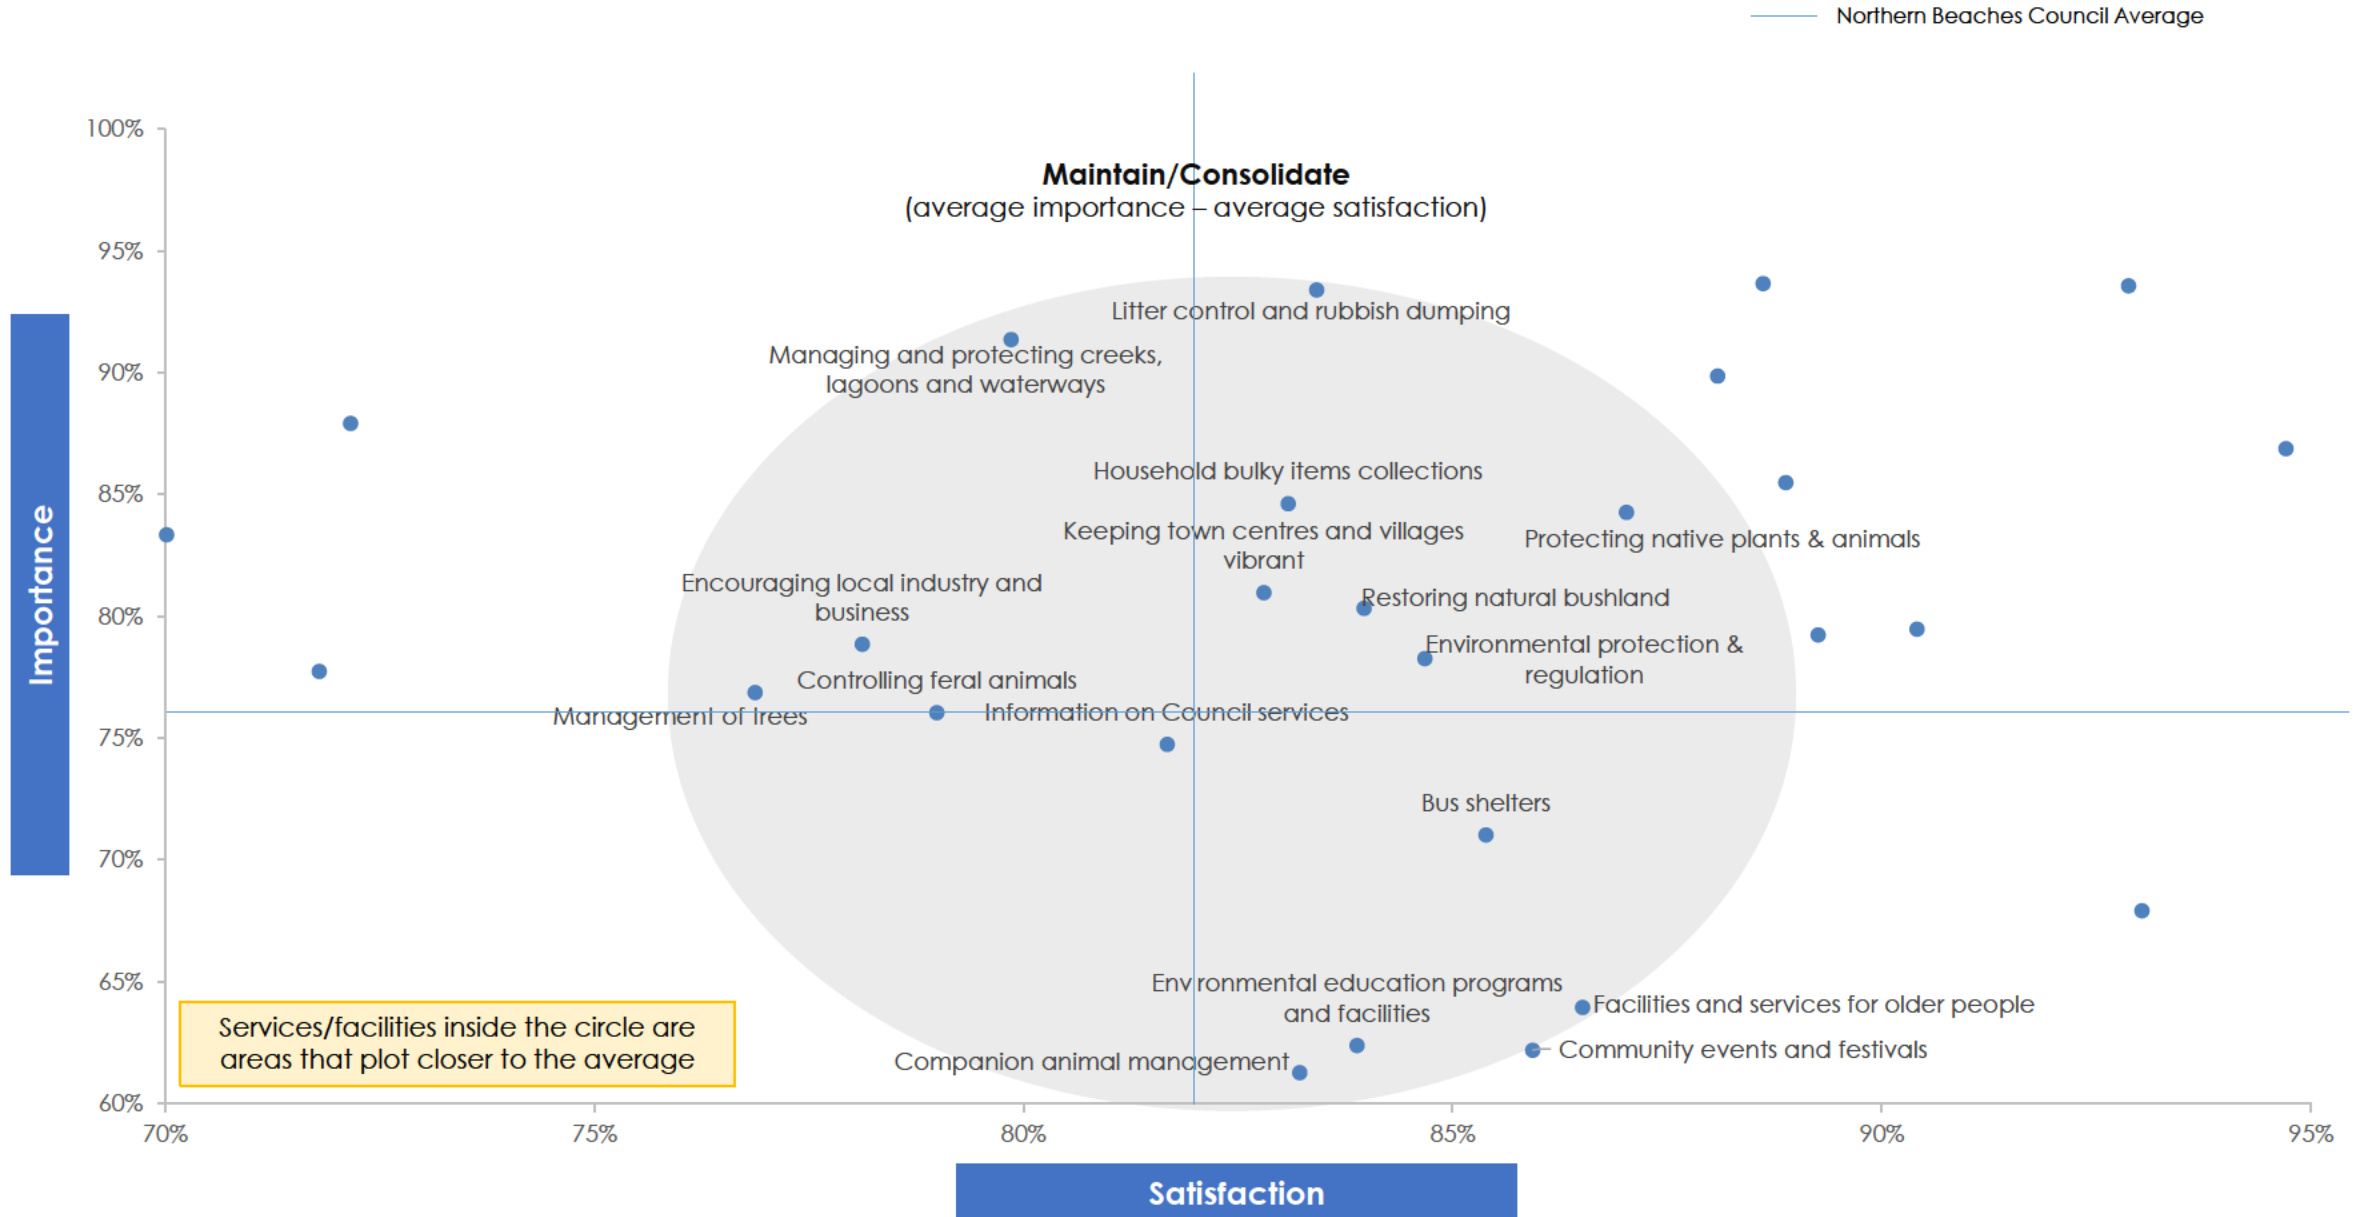 Northern Beaches Council Average
100%
Maintain/Consolidate
(average importance – average satisfaction)
95%
Litter control and rubbish dumping
Managing and protecting creeks,
lagoons and waterways
90%
Household bulky items collections
85%
Keeping town centres and villages
vibrant
Protecting native plants & animals
Encouraging local industry and
business
Restoring natural bushland
80%
Environmental protection &
regulation
Controlling feral animals
Management of trees
Information on Council services
75%
Bus shelters
70%
Importance
65%
Environmental education programs
and facilities
Facilities and services for older people
Services/facilities inside the circle are
areas that plot closer to the average
Community events and festivals
Companion animal management
60%
70%
75%
80%
85%
90%
95%
Satisfaction